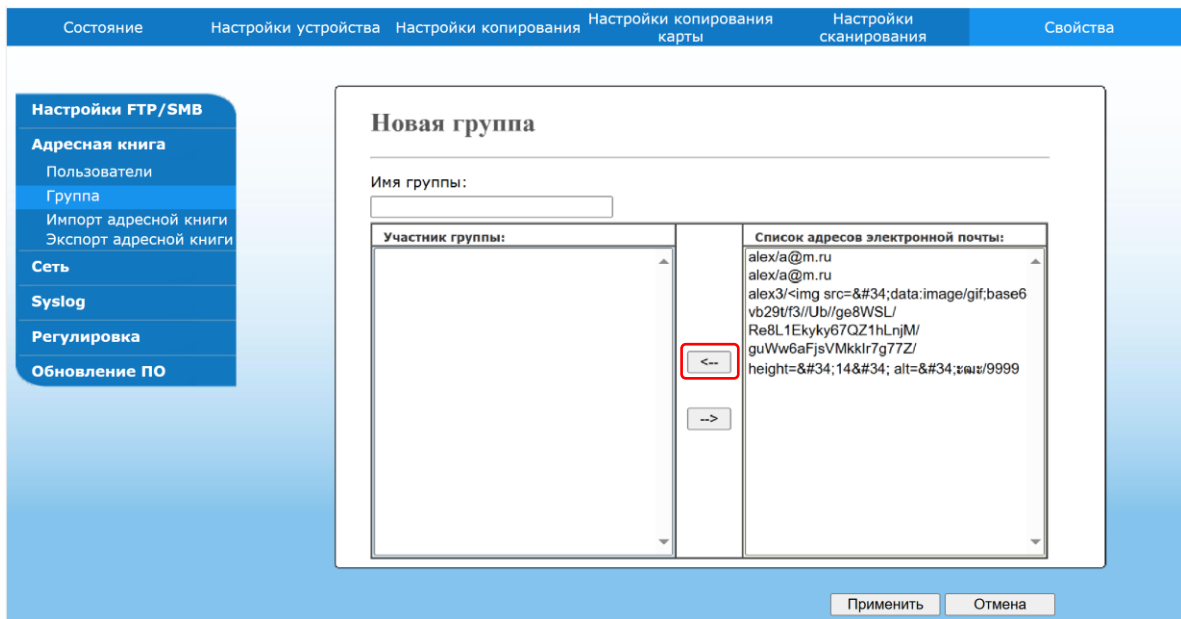 Состояние
Настройки устройства
Настройки копирования
Настройки копирования
карты
Настройки
сканирования
Свойства
Настройки FTP/SMB
Адресная книга
Пользователи
Группа
Импорт адресной книги
Экспорт адресной книги
Сеть
Syslog
Регулировка
Обновление ПО
Новая группа
Имя группы:
Участник группы:
Список адресов электронной почты:
alex/a@m.ru
alex/a@m.ru
alex3/<img src=&#34;data:image/gif;base6
vb29t/f3//Ub//ge8WSL/
Re8L1Ekyky67QZ1hLnjM/
guWw6aFjsVMkklr7g77Z/
height=&#34;14&#34; alt=&#34;
/9999
<--
-->
Применить
Отмена